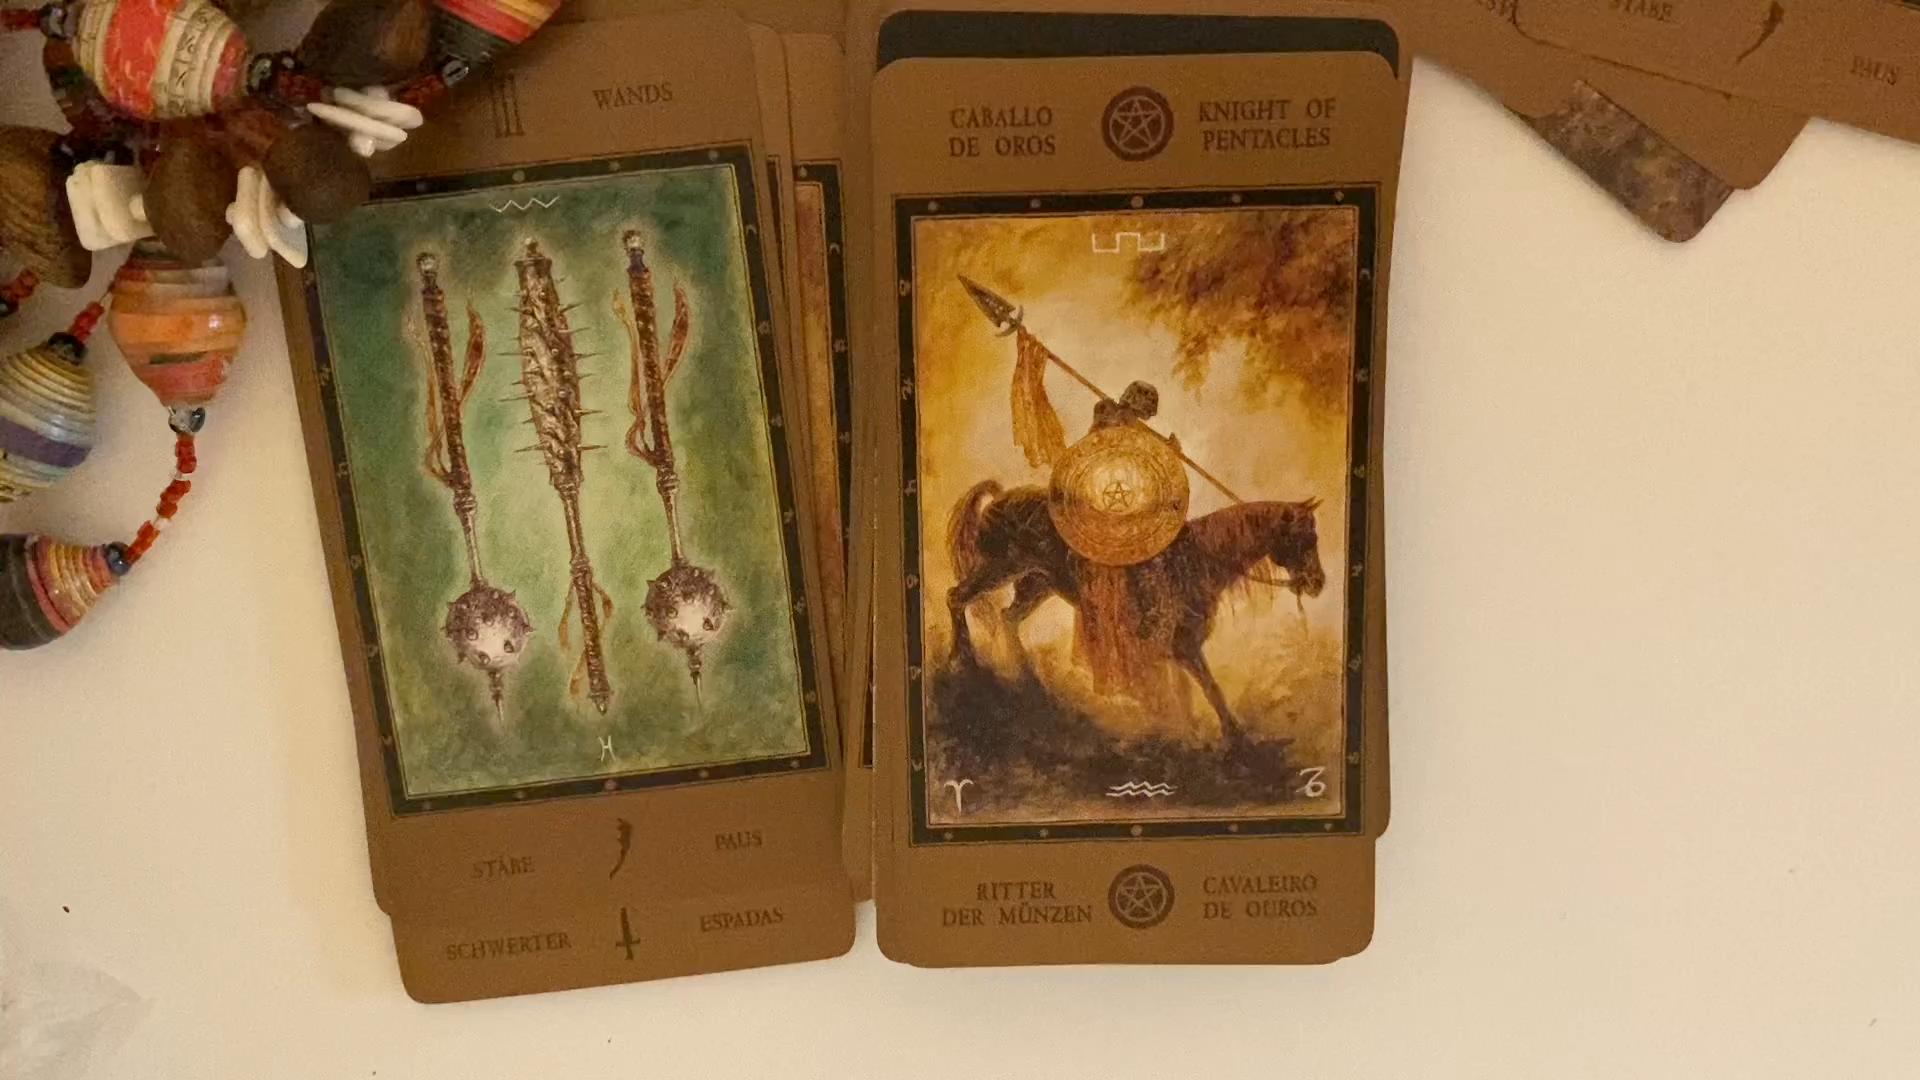 III WANDS
STÄBE PAUS
SCHWERTER ESPADAS
CABALLO DE OROS
KNIGHT OF PENTACLES
RITTER DER MÜNZEN
CAVALEIRO DE OUROS
STÄBE
PAUS